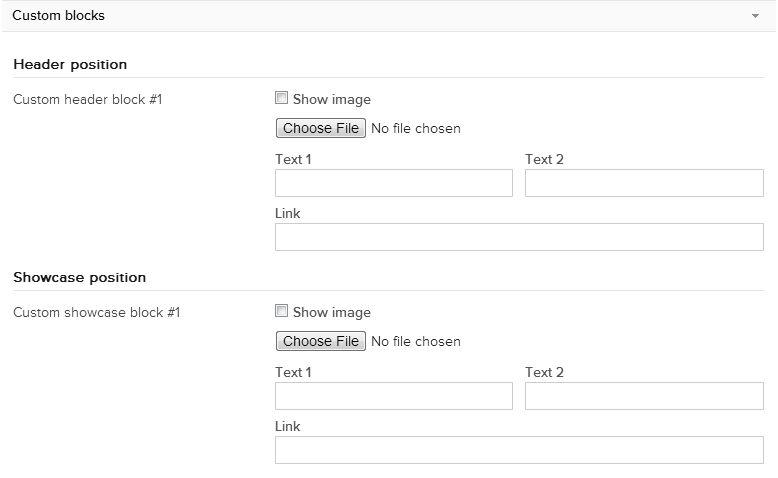 Custom blocks
Header position
Custom header block #1
Show image
Choose File No file chosen
Text 1 Text 2
Link
Showcase position
Custom showcase block #1
Show image
Choose File No file chosen
Text 1 Text 2
Link